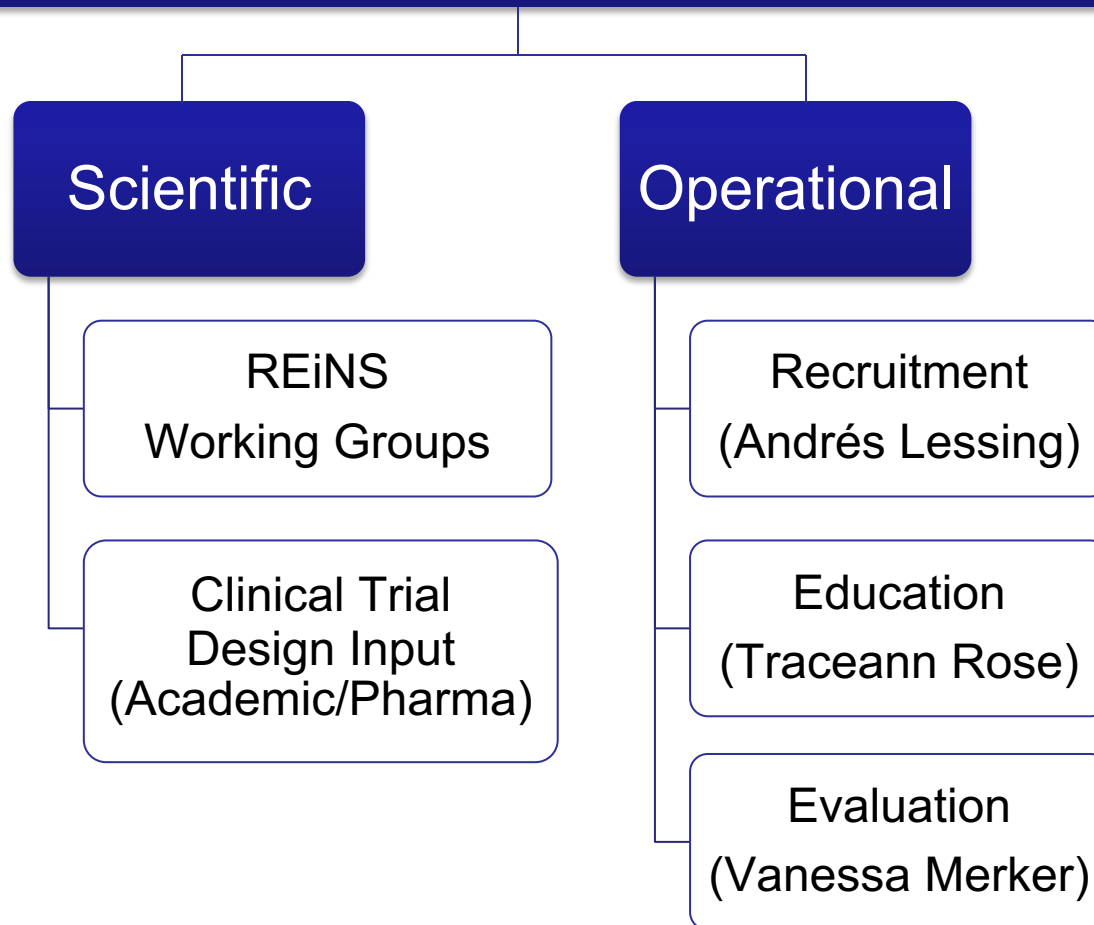 Scientific
REiNS
Working Groups
Clinical Trial
Design Input
(Academic/Pharma)
Operational
Recruitment
(Andrés Lessing)
Education
(Traceann Rose)
Evaluation
(Vanessa Merker)